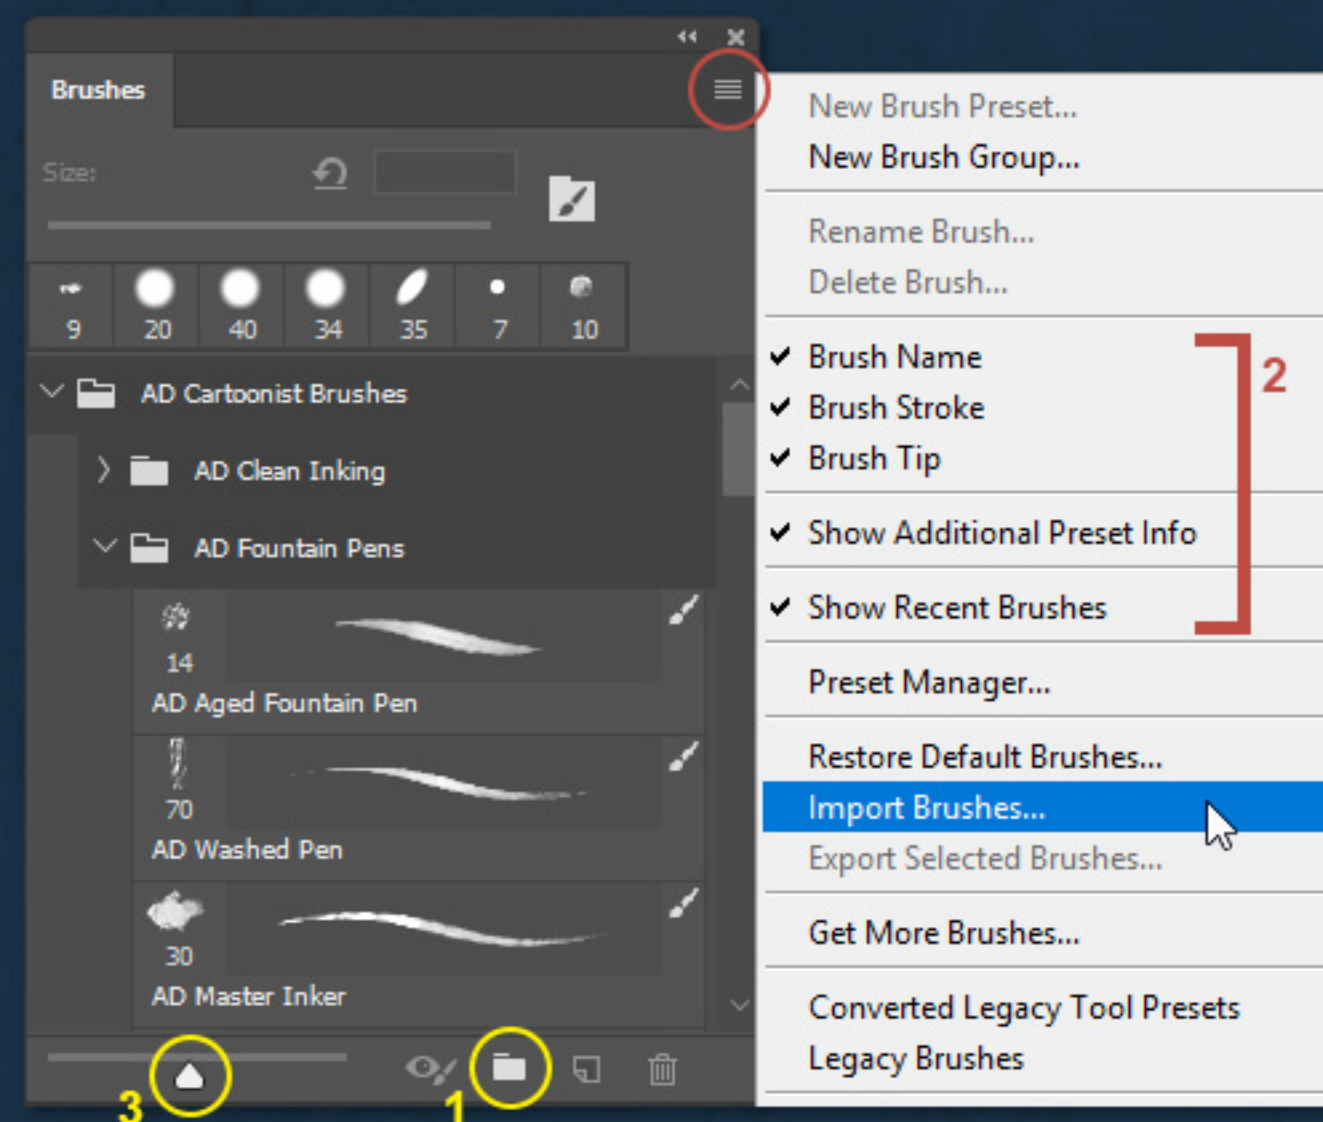 Brushes
Size:
9 20 40 34 35 7 10
AD Cartoonist Brushes
AD Clean Inking
AD Fountain Pens
14
AD Aged Fountain Pen
70
AD Washed Pen
30
AD Master Inker
3
1
New Brush Preset...
New Brush Group...
Rename Brush...
Delete Brush...
Brush Name
Brush Stroke
Brush Tip
Show Additional Preset Info
Show Recent Brushes
2
Preset Manager...
Restore Default Brushes...
Import Brushes...
Export Selected Brushes...
Get More Brushes...
Converted Legacy Tool Presets
Legacy Brushes